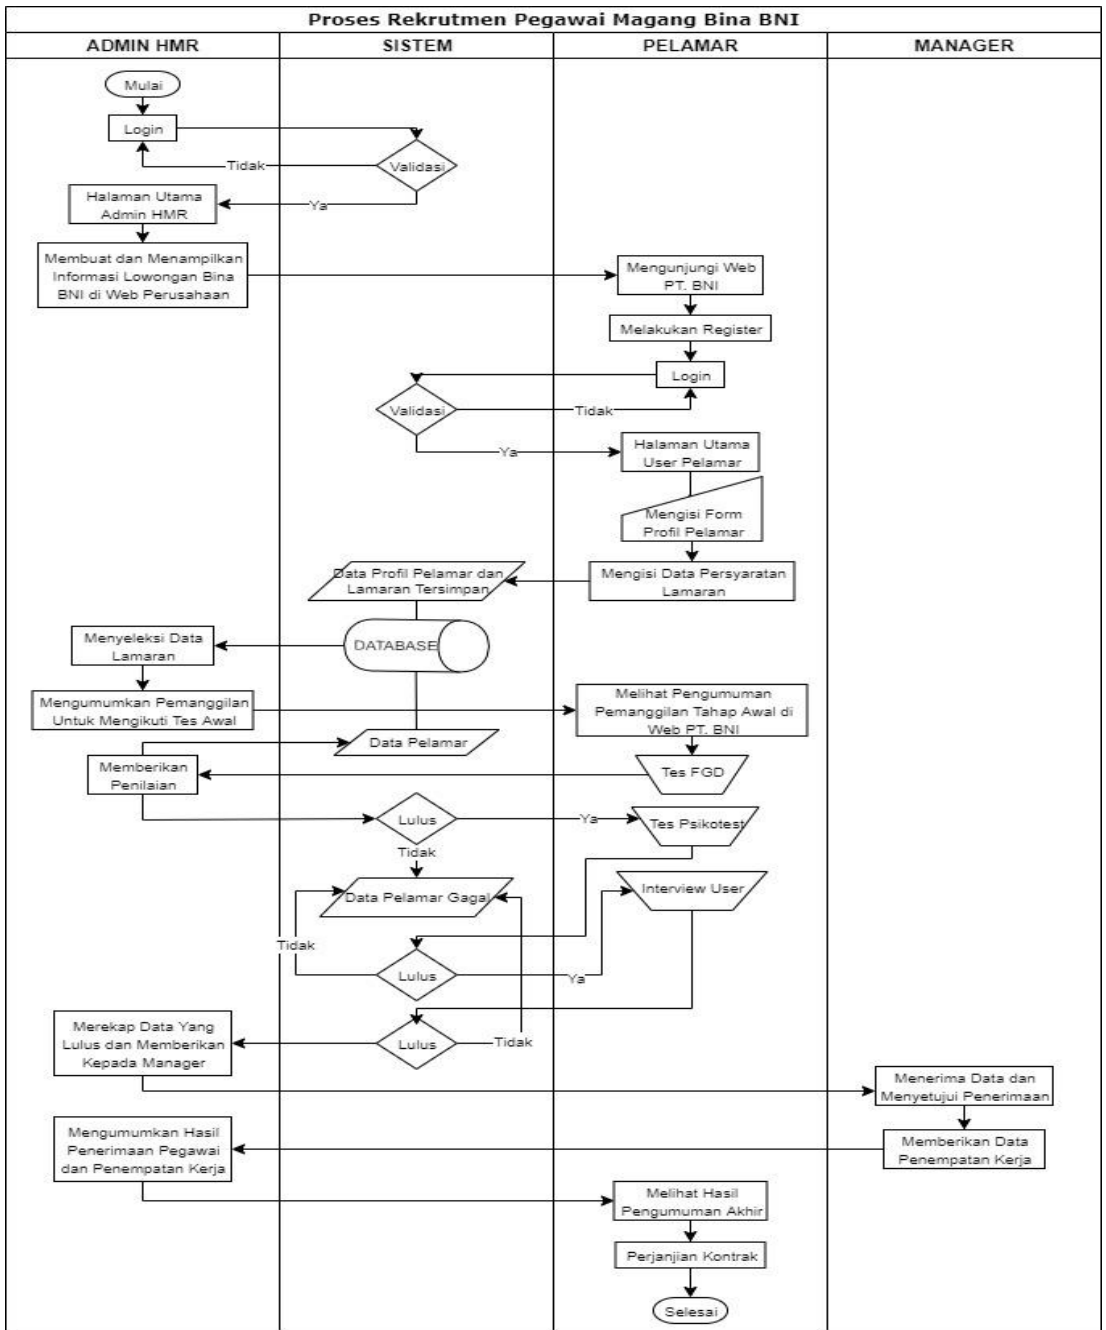 Proses Rekrutmen Pegawai Magang Bina BNI
ADMIN HMR
SISTEM
PELAMAR
MANAGER
Mulai
Login
Validasi
Tidak
Halaman Utama
Admin HMR
Ya
Membuat dan Menampilkan
Informasi Lowongan Bina
BNI di Web Perusahaan
Mengunjungi Web
PT. BNI
Melakukan Register
Login
Validasi
Tidak
Ya
Halaman Utama
User Pelamar
Mengisi Form
Profil Pelamar
Mengisi Data Persyaratan
Lamaran
Data Profil Pelamar dan
Lamaran Tersimpan
DATABASE
Menyeleksi Data
Lamaran
Mengumumkan Pemanggilan
Untuk Mengikuti Tes Awal
Melihat Pengumuman
Pemanggilan Tahap Awal di
Web PT. BNI
Data Pelamar
Tes FGD
Memberikan
Penilaian
Lulus
Ya
Tes Psikotest
Tidak
Data Pelamar Gagal
Interview User
Tidak
Lulus
Ya
Merekap Data Yang
Lulus dan Memberikan
Kepada Manager
Lulus
Tidak
Menerima Data dan
Menyetujui Penerimaan
Memberikan Data
Penempatan Kerja
Mengumumkan Hasil
Penerimaan Pegawai
dan Penempatan Kerja
Melihat Hasil
Pengumuman Akhir
Perjanjian Kontrak
Selesai